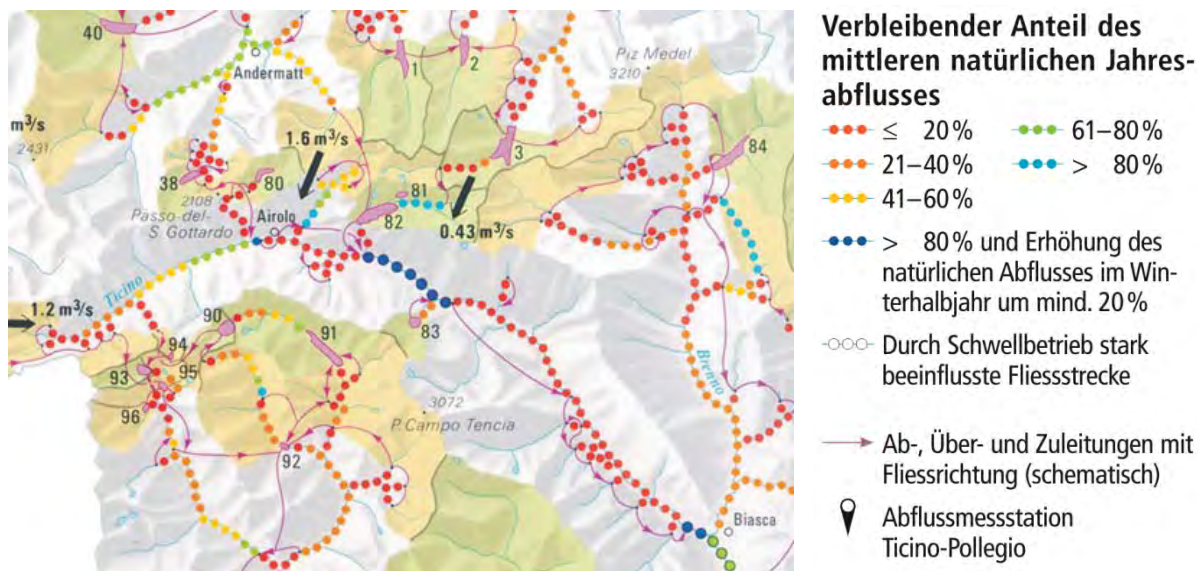 40
Andermatt
1
2
Piz Medel
3210
m³/s
2431
1.6 m³/s
3
84
38
80
2108
Passo-del-
S. Gottardo
Airolo
81
82
0.43 m³/s
Ticino
1.2 m³/s
90
94
91
83
93
95
96
3072
P. Campo Tencia
92
Brenno
Biasca
Verbleibender Anteil des
mittleren natürlichen Jahres-
abflusses
≤ 20 %
61–80 %
21–40 %
> 80 %
41–60 %
> 80 % und Erhöhung des
natürlichen Abflusses im Win-
terhalbjahr um mind. 20 %
Durch Schwellbetrieb stark
beeinflusste Fliessstrecke
Ab-, Über- und Zuleitungen mit
Fliessrichtung (schematisch)
Abflussmessstation
Ticino-Pollegio